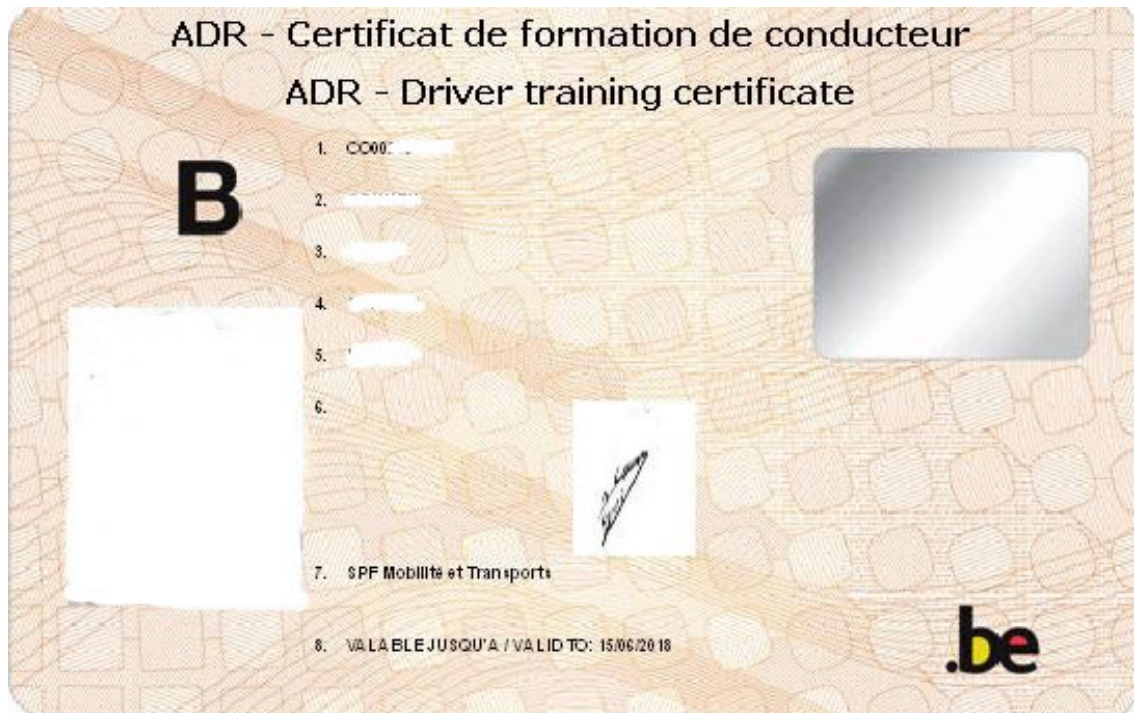 ADR - Certificat de formation de conducteur
ADR - Driver training certificate
B
1.
2.
3.
4.
5.
6.
7. SPF Mobilité et Transports
8. VALABLE JUSQU'A / VALID TO: 15/06/2018
.be